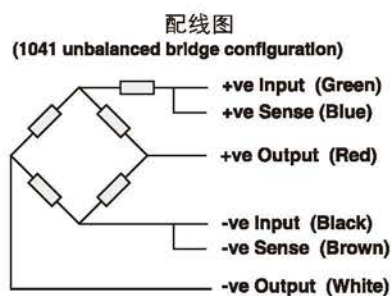 配线图
(1041 unbalanced bridge configuration)
+ve Input (Green)
+ve Sense (Blue)
+ve Output (Red)
-ve Input (Black)
-ve Sense (Brown)
-ve Output (White)